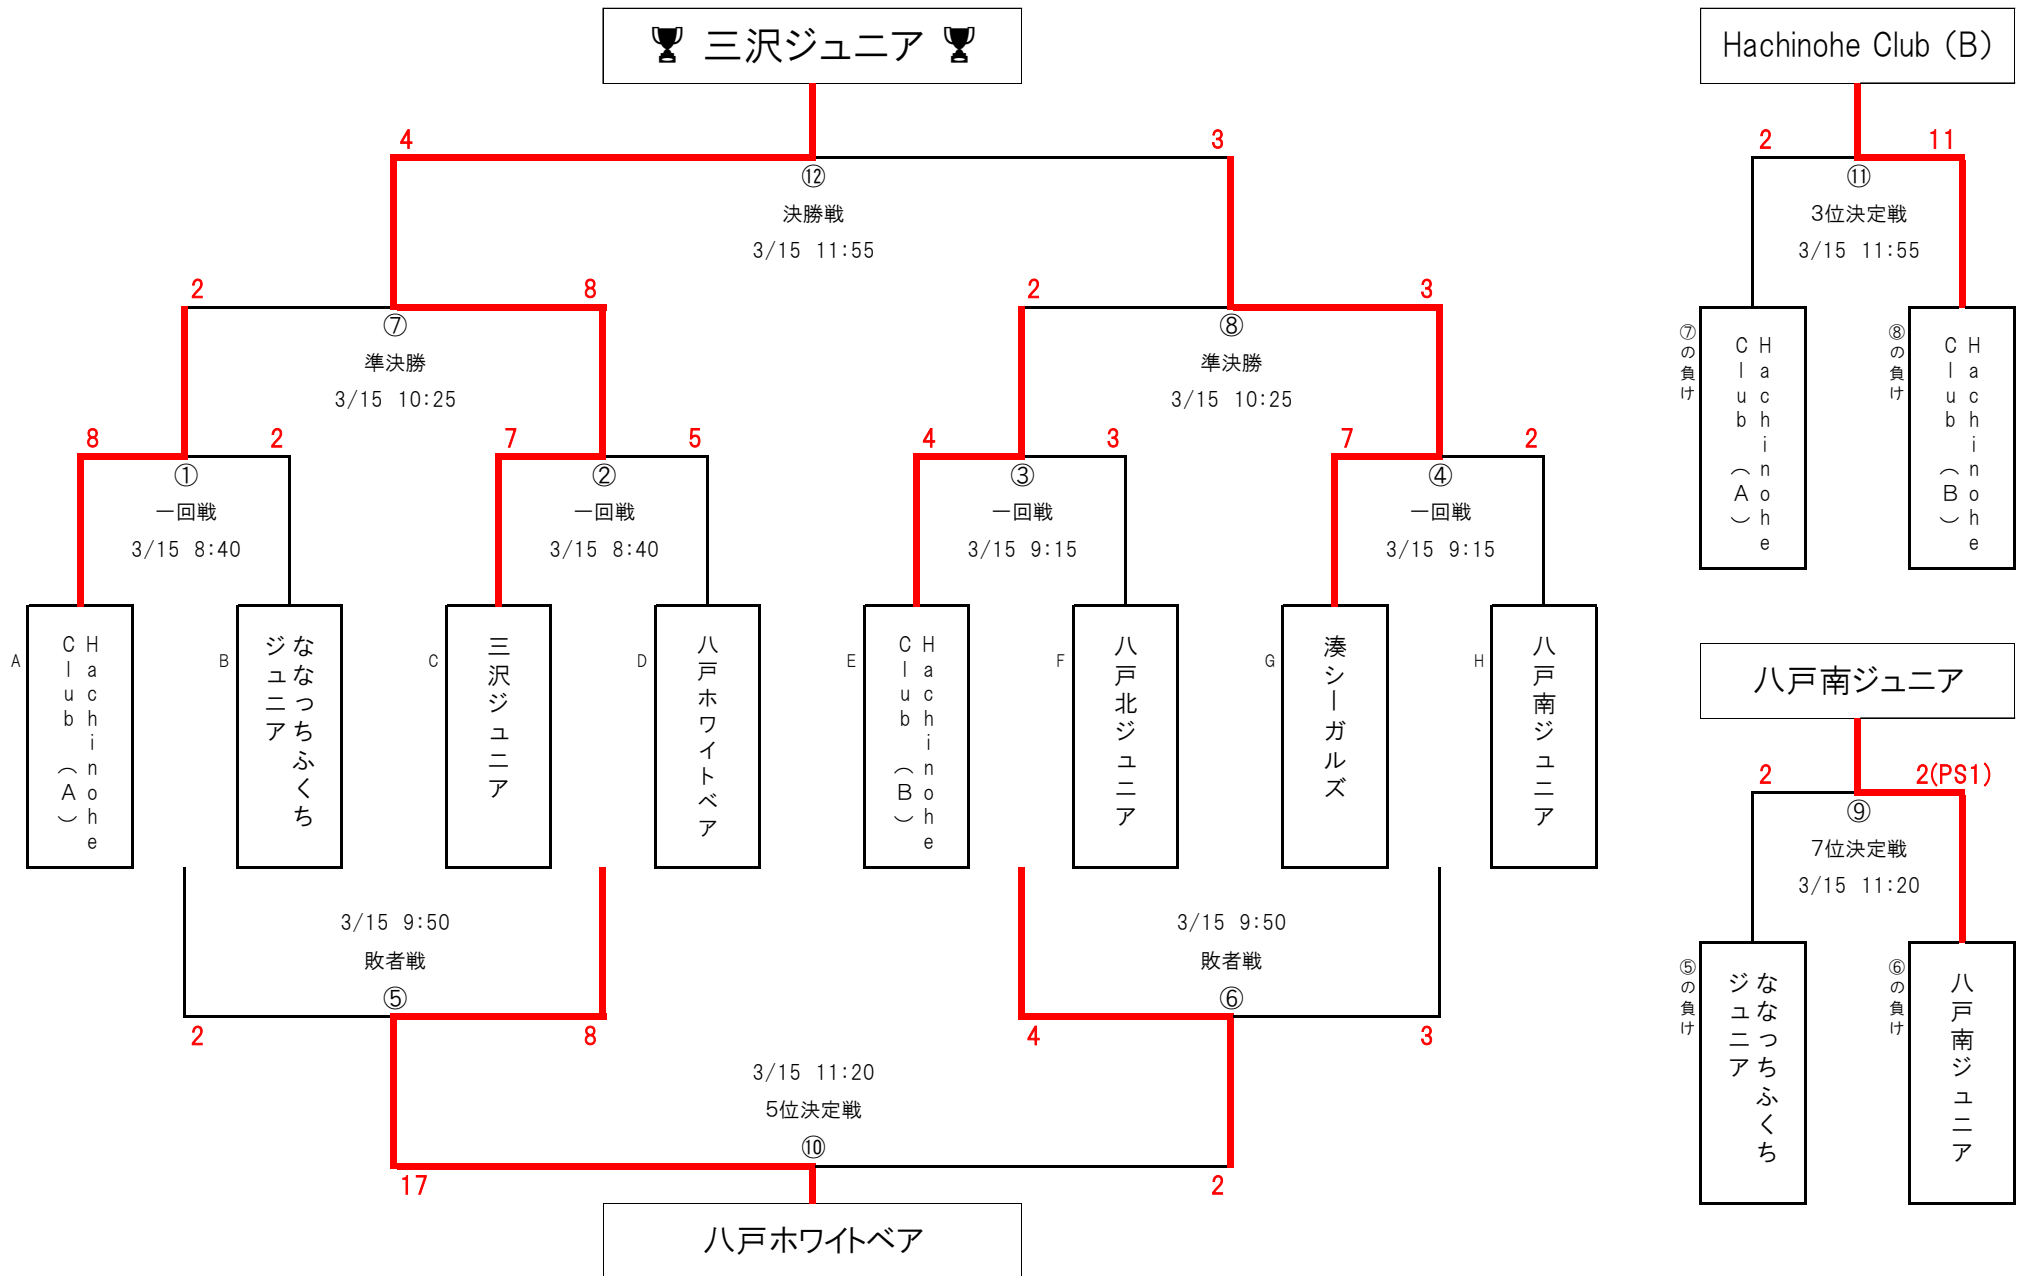 🏆 三沢ジュニア 🏆
4
3
⑫
決勝戦
3/15 11:55
2
8
⑦
準決勝
3/15 10:25
2
3
⑧
準決勝
3/15 10:25
8
2
①
一回戦
3/15 8:40
7
5
②
一回戦
3/15 8:40
4
3
③
一回戦
3/15 9:15
7
2
④
一回戦
3/15 9:15
A
Hachinohe
Club (A)
B
ななっちふくち
ジュニア
C
三沢ジュニア
D
八戸ホワイトベア
E
Hachinohe
Club (B)
F
八戸北ジュニア
G
湊シーガルズ
H
八戸南ジュニア
3/15 9:50
敗者戦
⑤
2
8
3/15 9:50
敗者戦
⑥
4
3
3/15 11:20
5位決定戦
⑩
17
2
八戸ホワイトベア
Hachinohe Club (B)
2
11
⑪
3位決定戦
3/15 11:55
⑦の負け
Hachinohe
Club (A)
⑧の負け
Hachinohe
Club (B)
八戸南ジュニア
2
2(PS1)
⑨
7位決定戦
3/15 11:20
⑤の負け
ななっちふくち
ジュニア
⑥の負け
八戸南ジュニア